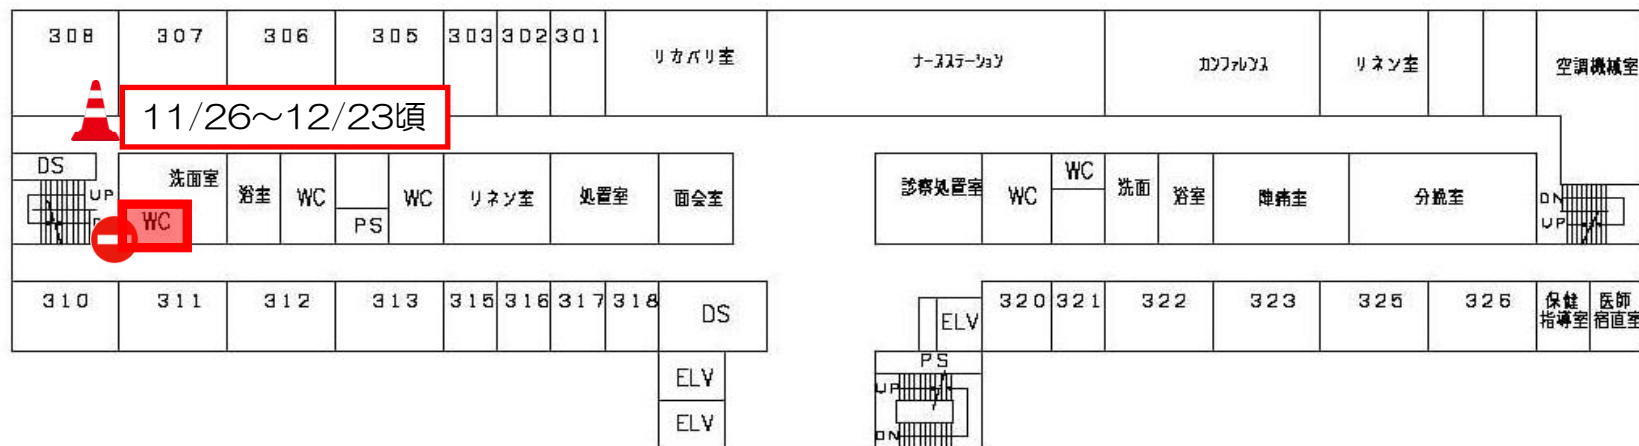 308 307 306 305 303 302 301 リカバリ室 ナースステーション カンファレンス リネン室 空調機械室
11/26～12/23頃
DS 洗面室 浴室 WC WC リネン室 処置室 面会室 診察処置室 WC WC 洗面 浴室 陣痛室 分娩室
UP WC PS DN UP
310 311 312 313 315 316 317 318 DS ELV 320 321 322 323 325 326 保健指導室 医師宿直室
ELV PS
UP
ELV DN